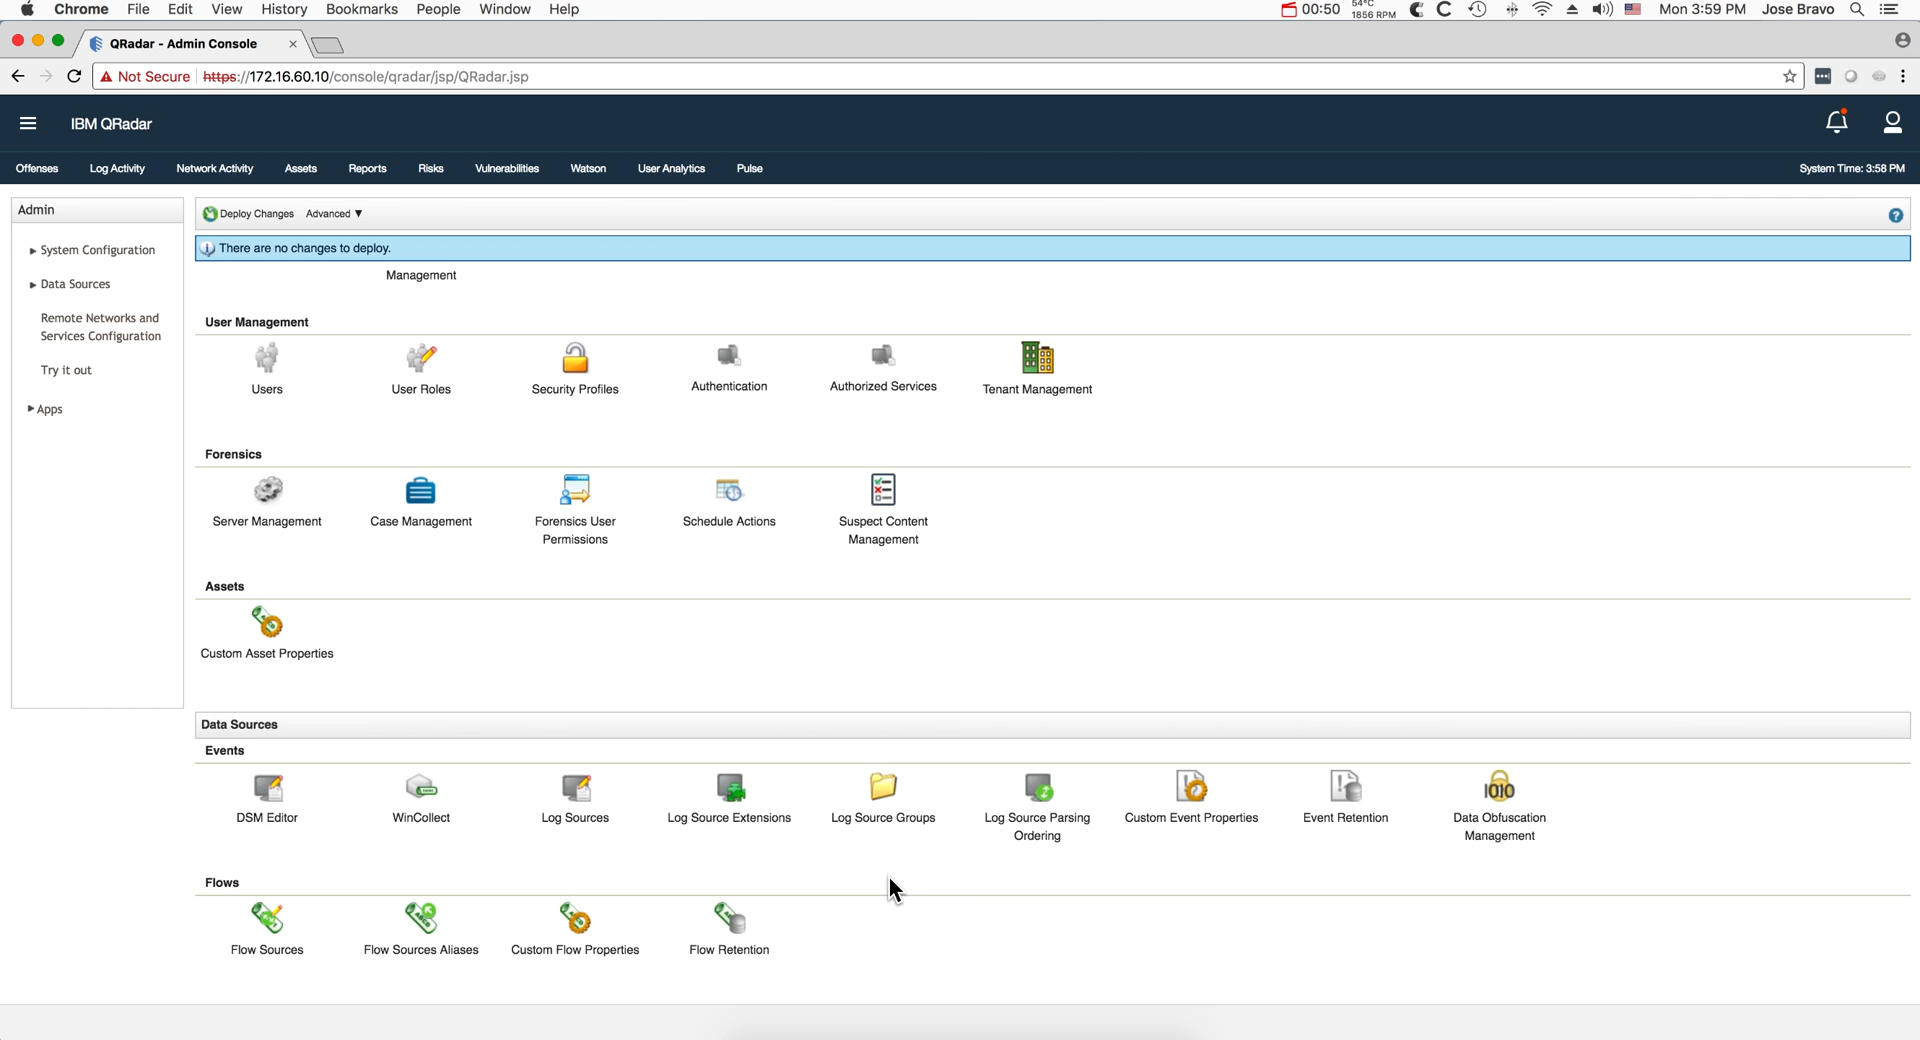 Chrome File Edit View History Bookmarks People Window Help 00:50 54°C 1856 RPM Mon 3:59 PM Jose Bravo
QRadar - Admin Console
Not Secure https://172.16.60.10/console/qradar/jsp/QRadar.jsp
IBM QRadar
Offenses Log Activity Network Activity Assets Reports Risks Vulnerabilities Watson User Analytics Pulse System Time: 3:58 PM
Admin
System Configuration
Data Sources
Remote Networks and
Services Configuration
Try it out
Apps
Deploy Changes Advanced ▼
There are no changes to deploy.
Management
User Management
Users User Roles Security Profiles Authentication Authorized Services Tenant Management
Forensics
Server Management Case Management Forensics User Schedule Actions Suspect Content
Permissions Management
Assets
Custom Asset Properties
Data Sources
Events
1010
DSM Editor WinCollect Log Sources Log Source Extensions Log Source Groups Log Source Parsing Custom Event Properties Event Retention Data Obfuscation
Ordering Management
Flows
Flow Sources Flow Sources Aliases Custom Flow Properties Flow Retention